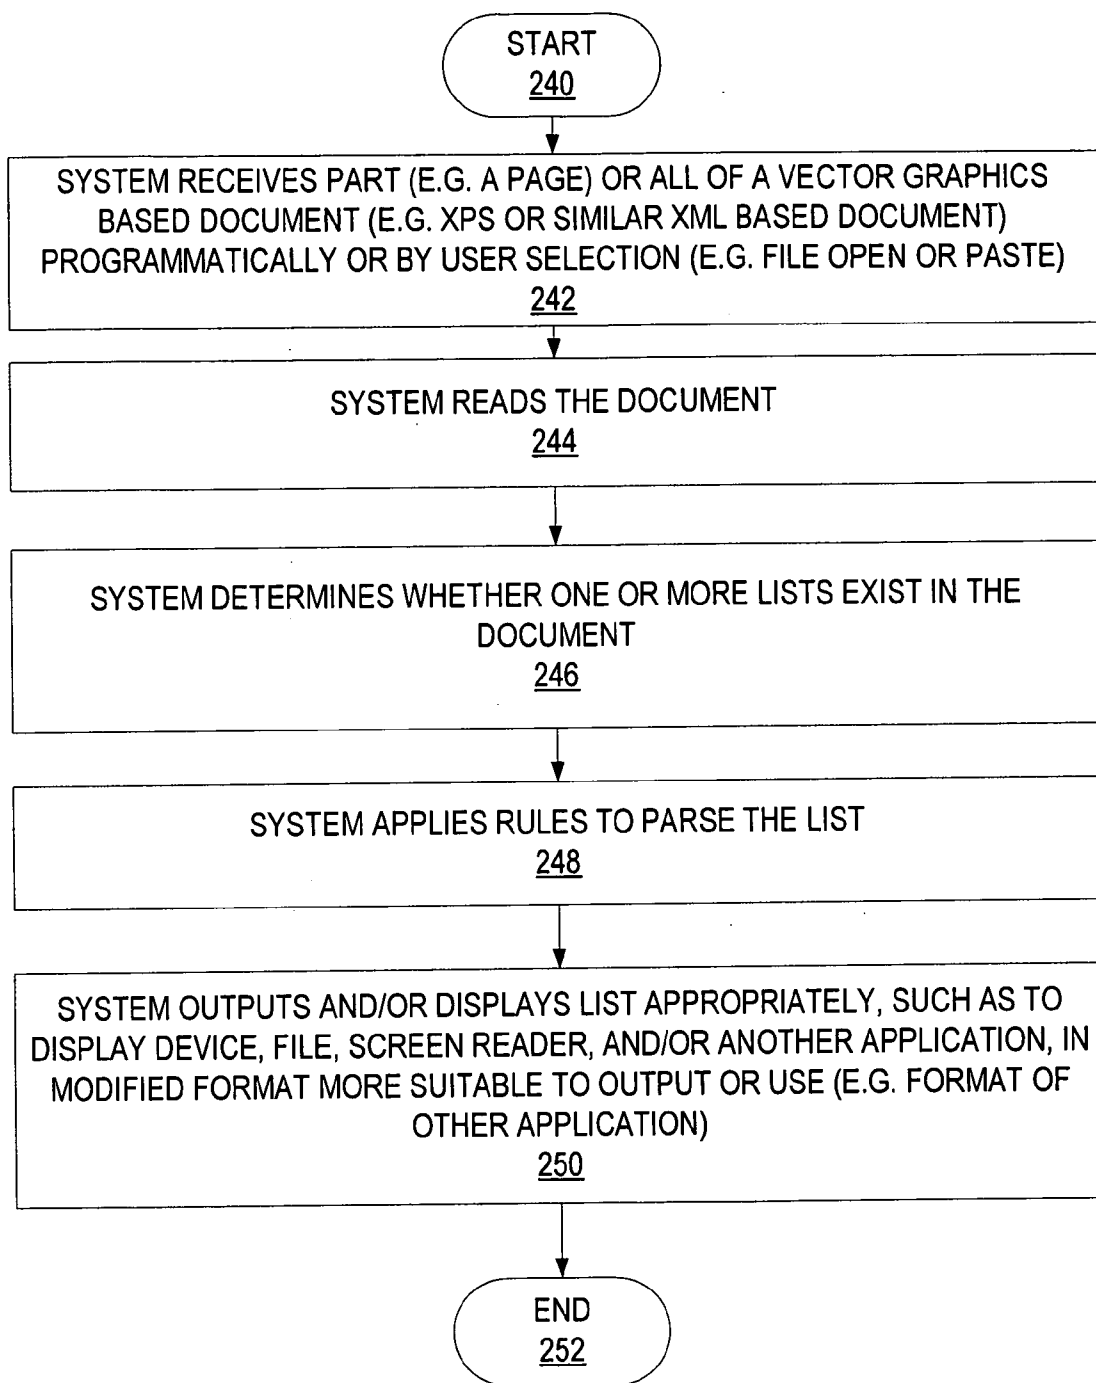 START
240
SYSTEM RECEIVES PART (E.G. A PAGE) OR ALL OF A VECTOR GRAPHICS
BASED DOCUMENT (E.G. XPS OR SIMILAR XML BASED DOCUMENT)
PROGRAMMATICALLY OR BY USER SELECTION (E.G. FILE OPEN OR PASTE)
242
SYSTEM READS THE DOCUMENT
244
SYSTEM DETERMINES WHETHER ONE OR MORE LISTS EXIST IN THE
DOCUMENT
246
SYSTEM APPLIES RULES TO PARSE THE LIST
248
SYSTEM OUTPUTS AND/OR DISPLAYS LIST APPROPRIATELY, SUCH AS TO
DISPLAY DEVICE, FILE, SCREEN READER, AND/OR ANOTHER APPLICATION, IN
MODIFIED FORMAT MORE SUITABLE TO OUTPUT OR USE (E.G. FORMAT OF
OTHER APPLICATION)
250
END
252